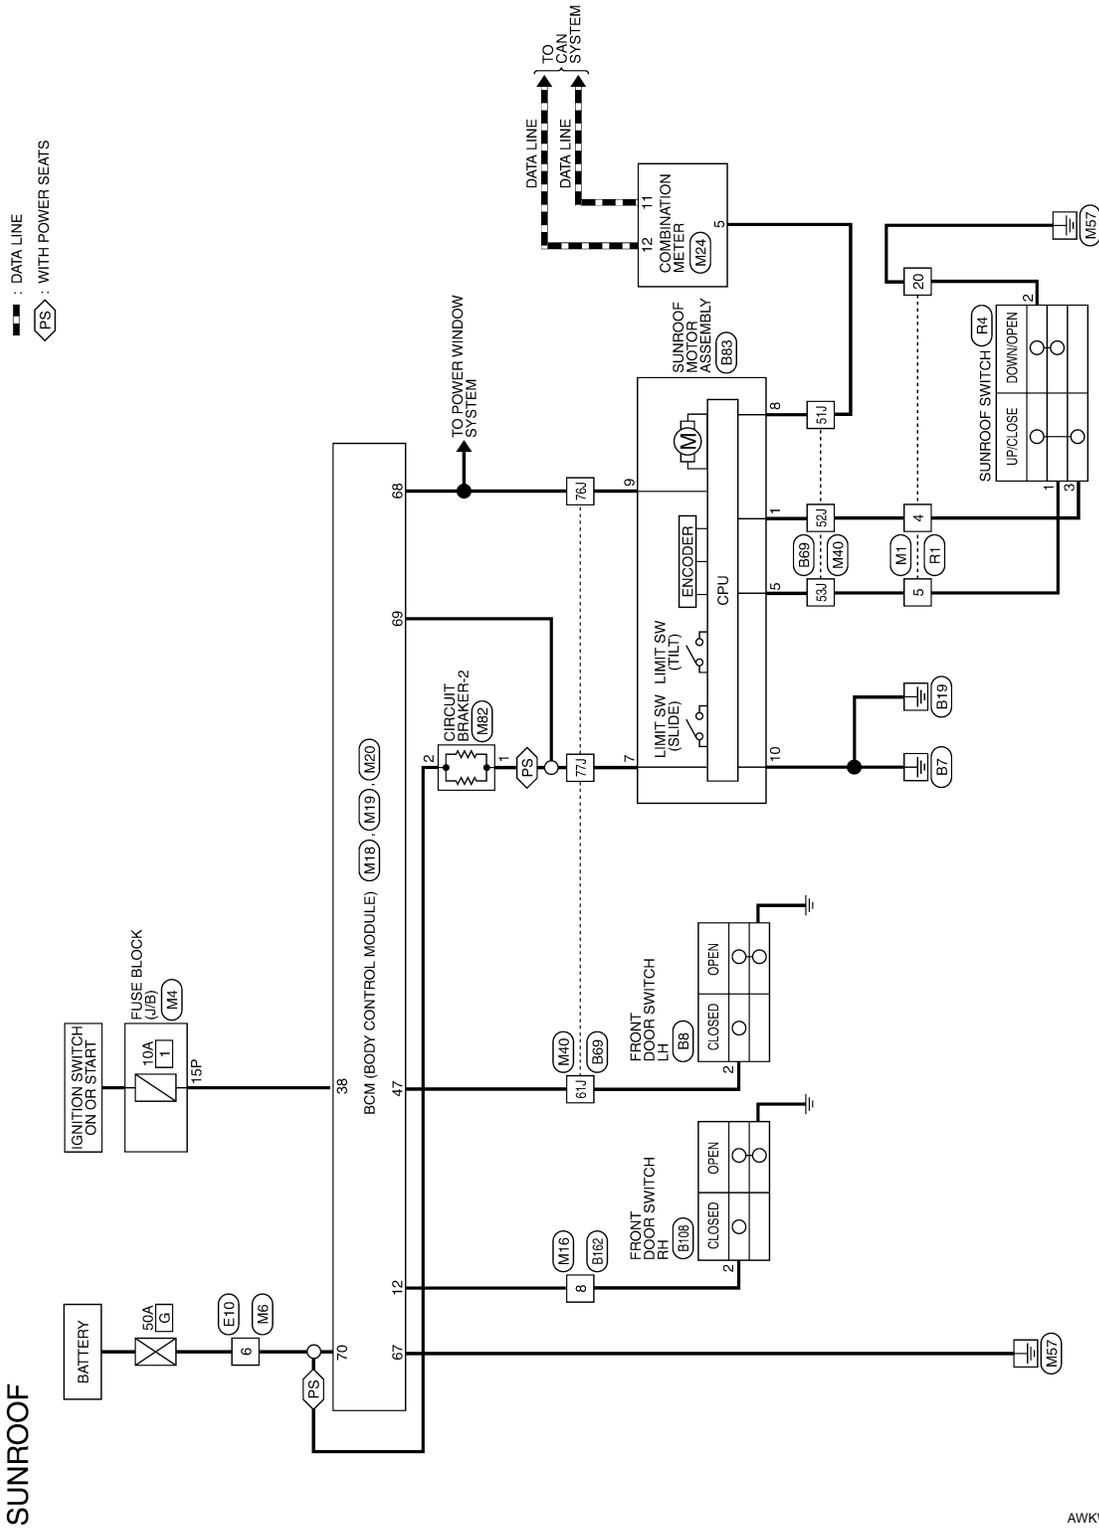 SUNROOF
: DATA LINE
PS : WITH POWER SEATS
BATTERY
50A
G
E10
6
M6
PS
70
IGNITION SWITCH
ON OR START
FUSE BLOCK
(J/B)
M4
10A
1
15P
38
BCM (BODY CONTROL MODULE)
M18 , M19 , M20
67
12
47
69
68
CIRCUIT
BRAKER-2
M82
2
1
PS
TO POWER WINDOW
SYSTEM
M16
8
B162
M40
61J
B69
77J
76J
FRONT
DOOR SWITCH
RH
B108
CLOSED
OPEN
2
FRONT
DOOR SWITCH
LH
B8
CLOSED
OPEN
2
SUNROOF
MOTOR
ASSEMBLY
B83
7
9
LIMIT SW
(SLIDE)
LIMIT SW
(TILT)
ENCODER
M
CPU
10
5
1
8
B69
53J
52J
51J
M40
M1
5
4
20
R1
B7
B19
COMBINATION
METER
M24
12
11
5
DATA LINE
DATA LINE
TO
CAN
SYSTEM
SUNROOF SWITCH
R4
UP/CLOSE
DOWN/OPEN
1
3
2
M57
M57